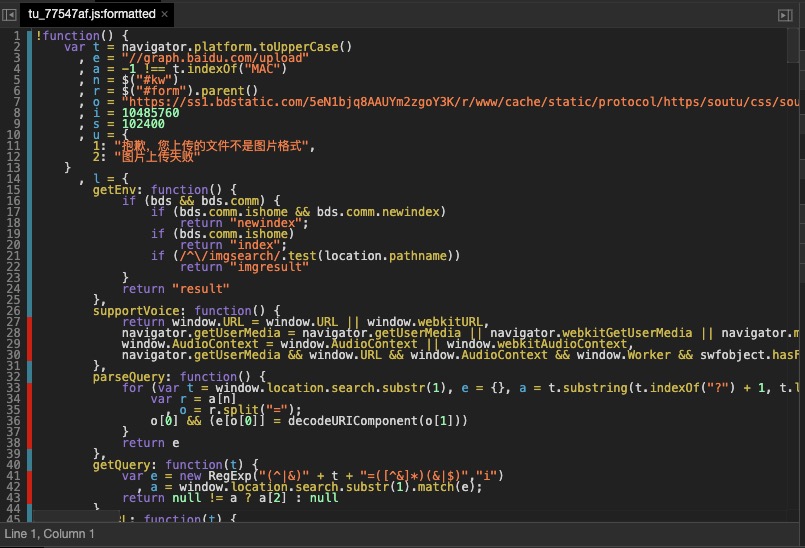 tu_77547af.js:formatted ×
1 !function() {
2 var t = navigator.platform.toUpperCase()
3 , e = "//graph.baidu.com/upload"
4 , a = -1 !== t.indexOf("MAC")
5 , n = $("#kw")
6 , r = $("#form").parent()
7 , o = "https://ss1.bdstatic.com/5eN1bjq8AAUYm2zgoY3K/r/www/cache/static/protocol/https/soutu/css/sou
8 , i = 10485760
9 , s = 102400
10 , u = {
11 1: "抱歉，您上传的文件不是图片格式",
12 2: "图片上传失败"
13 }
14 , l = {
15 getEnv: function() {
16 if (bds && bds.comm) {
17 if (bds.comm.ishome && bds.comm.newindex)
18 return "newindex";
19 if (bds.comm.ishome)
20 return "index";
21 if (/^\/imgsearch/.test(location.pathname))
22 return "imgresult"
23 }
24 return "result"
25 },
26 supportVoice: function() {
27 return window.URL = window.URL || window.webkitURL,
28 navigator.getUserMedia = navigator.getUserMedia || navigator.webkitGetUserMedia || navigator.m
29 window.AudioContext = window.AudioContext || window.webkitAudioContext,
30 navigator.getUserMedia && window.URL && window.AudioContext && window.Worker && swfobject.hasF
31 },
32 parseQuery: function() {
33 for (var t = window.location.search.substr(1), e = {}, a = t.substring(t.indexOf("?") + 1, t.l
34 var r = a[n]
35 , o = r.split("=");
36 o[0] && (e[o[0]] = decodeURIComponent(o[1]))
37 }
38 return e
39 },
40 getQuery: function(t) {
41 var e = new RegExp("(^|&)" + t + "=([^&]*)(&|$)","i")
42 , a = window.location.search.substr(1).match(e);
43 return null != a ? a[2] : null
44 }
45 L: function(t) {
Line 1, Column 1